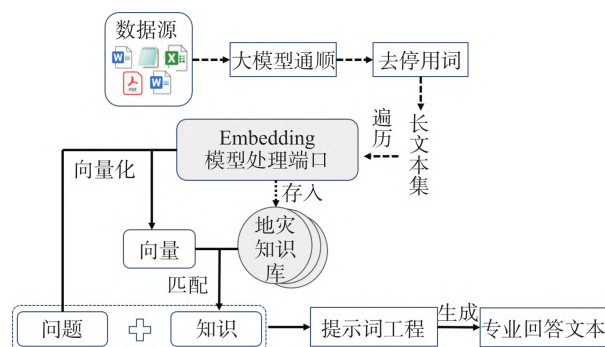 数据源
W
X
PDF
W
大模型通顺
去停用词
长文本集
遍历
Embedding
模型处理端口
向量化
存入
地灾
知识
库
向量
匹配
问题
知识
提示词工程
生成
专业回答文本